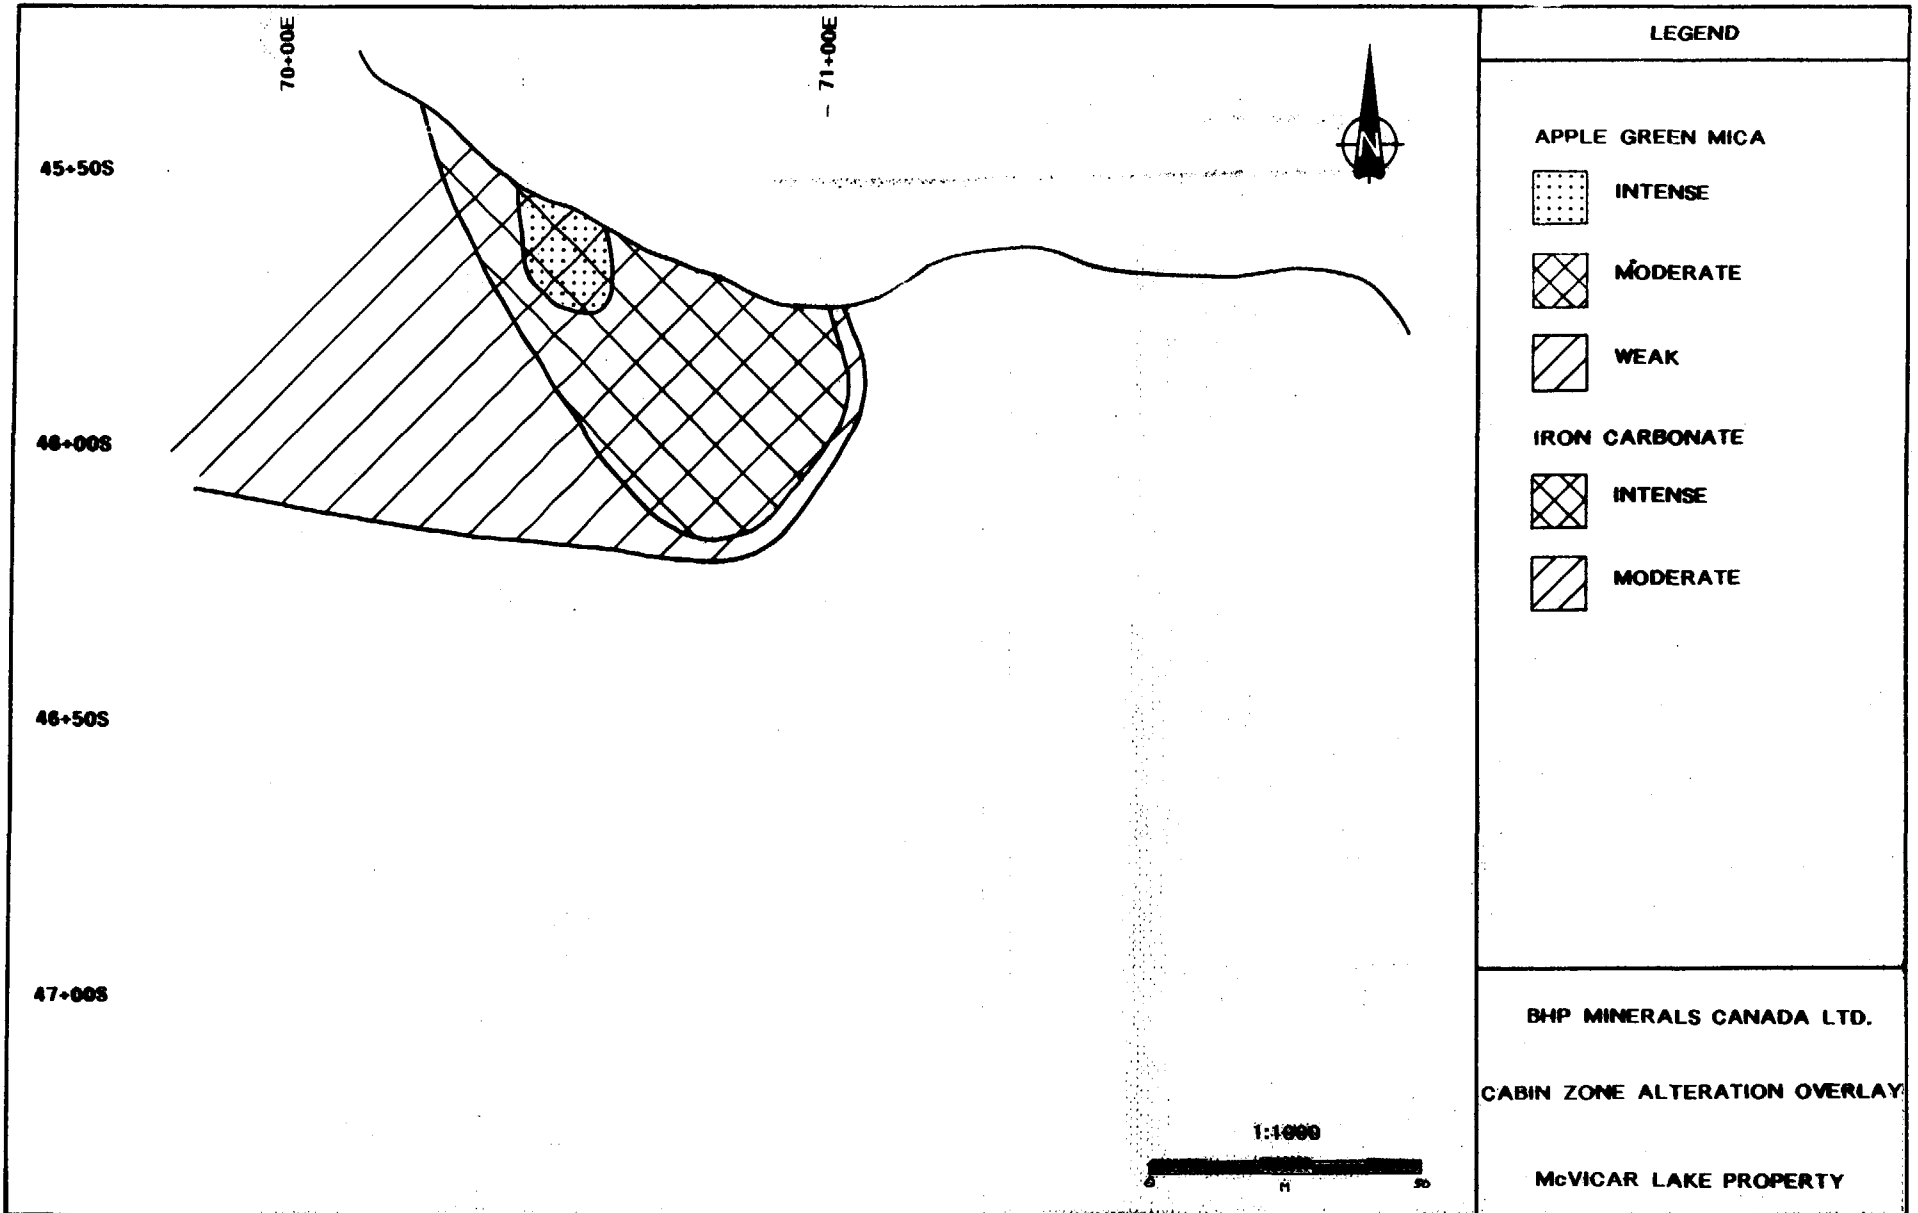 70+00E
71+00E
N
45+50S
46+00S
46+50S
47+00S
1:1000
0
M
50
LEGEND
APPLE GREEN MICA
INTENSE
MODERATE
WEAK
IRON CARBONATE
INTENSE
MODERATE
BHP MINERALS CANADA LTD.
CABIN ZONE ALTERATION OVERLAY
McVICAR LAKE PROPERTY